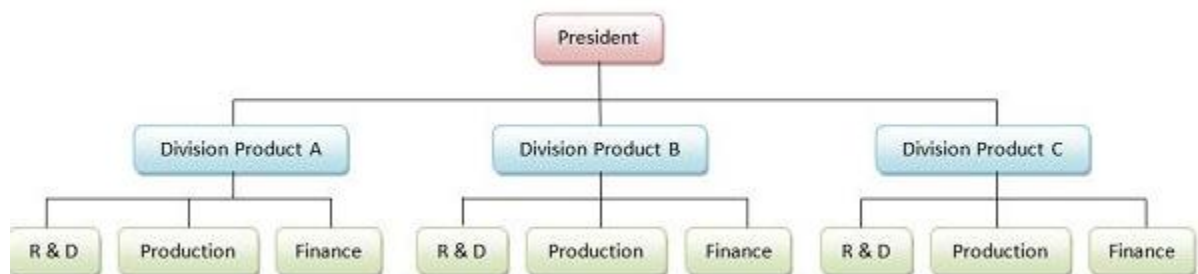 President
Division Product A
Division Product B
Division Product C
R & D
Production
Finance
R & D
Production
Finance
R & D
Production
Finance